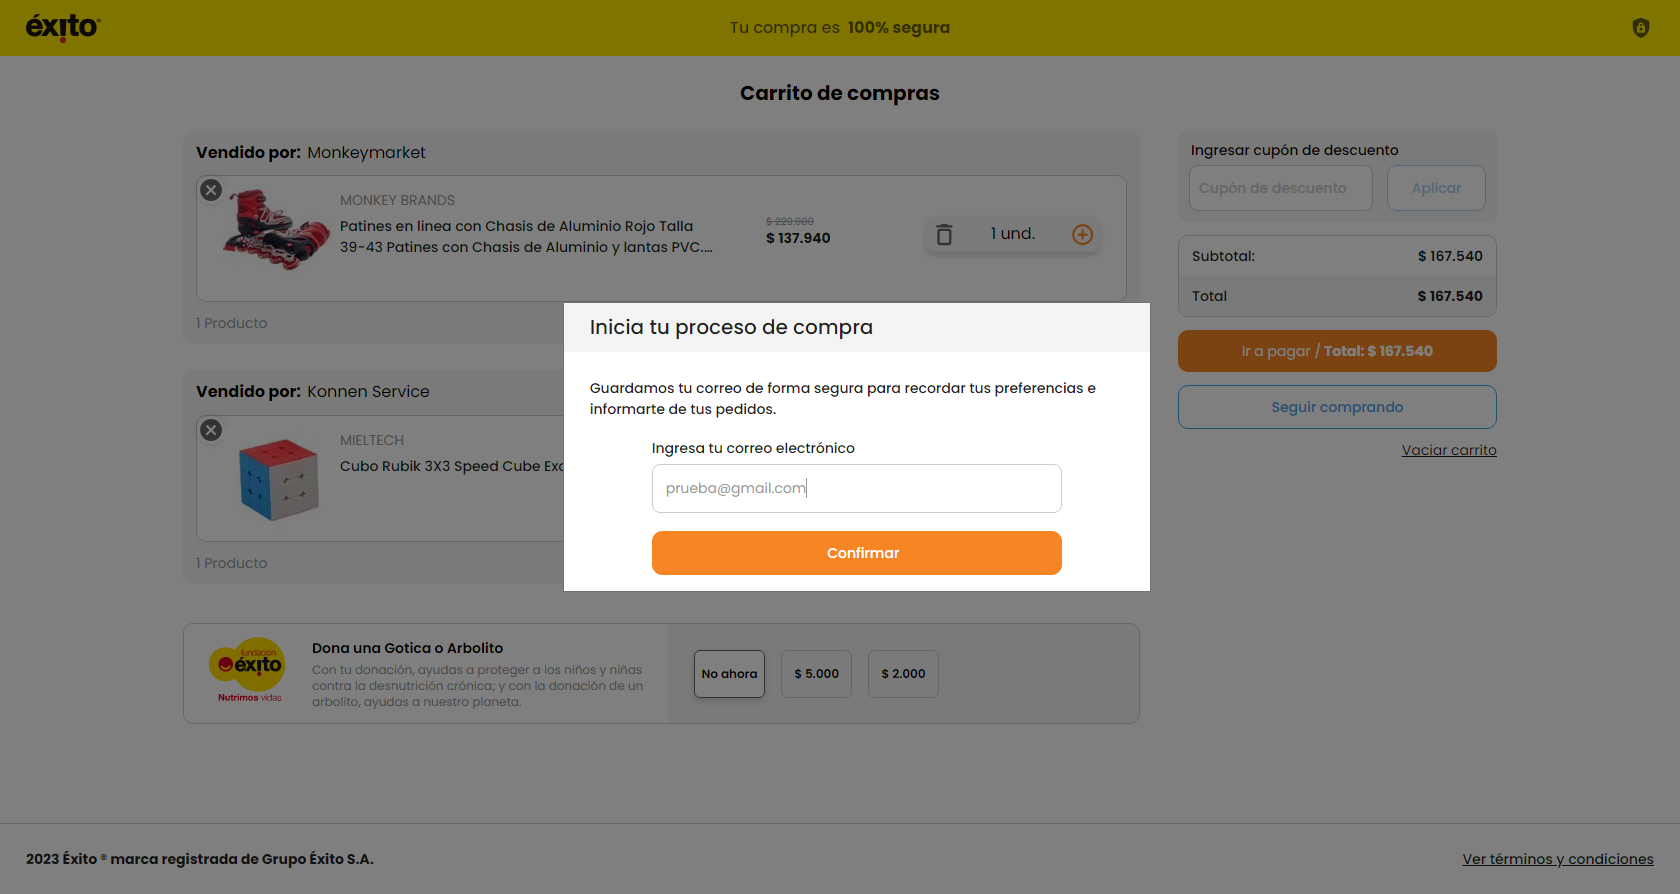 éxito
Tu compra es 100% segura
Carrito de compras
Vendido por: Monkeymarket
MONKEY BRANDS
Patines en linea con Chasis de Aluminio Rojo Talla
39-43 Patines con Chasis de Aluminio y lantas PVC....
$ 229.900
$ 137.940
1 und.
1 Producto
Vendido por: Konnen Service
MIELTECH
Cubo Rubik 3X3 Speed Cube Exc
1 Producto
Ingresar cupón de descuento
Cupón de descuento
Aplicar
Subtotal: $ 167.540
Total $ 167.540
Ir a pagar / Total: $ 167.540
Seguir comprando
Vaciar carrito
Inicia tu proceso de compra
Guardamos tu correo de forma segura para recordar tus preferencias e
informarte de tus pedidos.
Ingresa tu correo electrónico
prueba@gmail.com
Confirmar
fundación
éxito
Nutrimos vidas
Dona una Gotica o Arbolito
Con tu donación, ayudas a proteger a los niños y niñas
contra la desnutrición crónica; y con la donación de un
arbolito, ayudas a nuestro planeta.
No ahora
$ 5.000
$ 2.000
2023 Éxito ® marca registrada de Grupo Éxito S.A.
Ver términos y condiciones